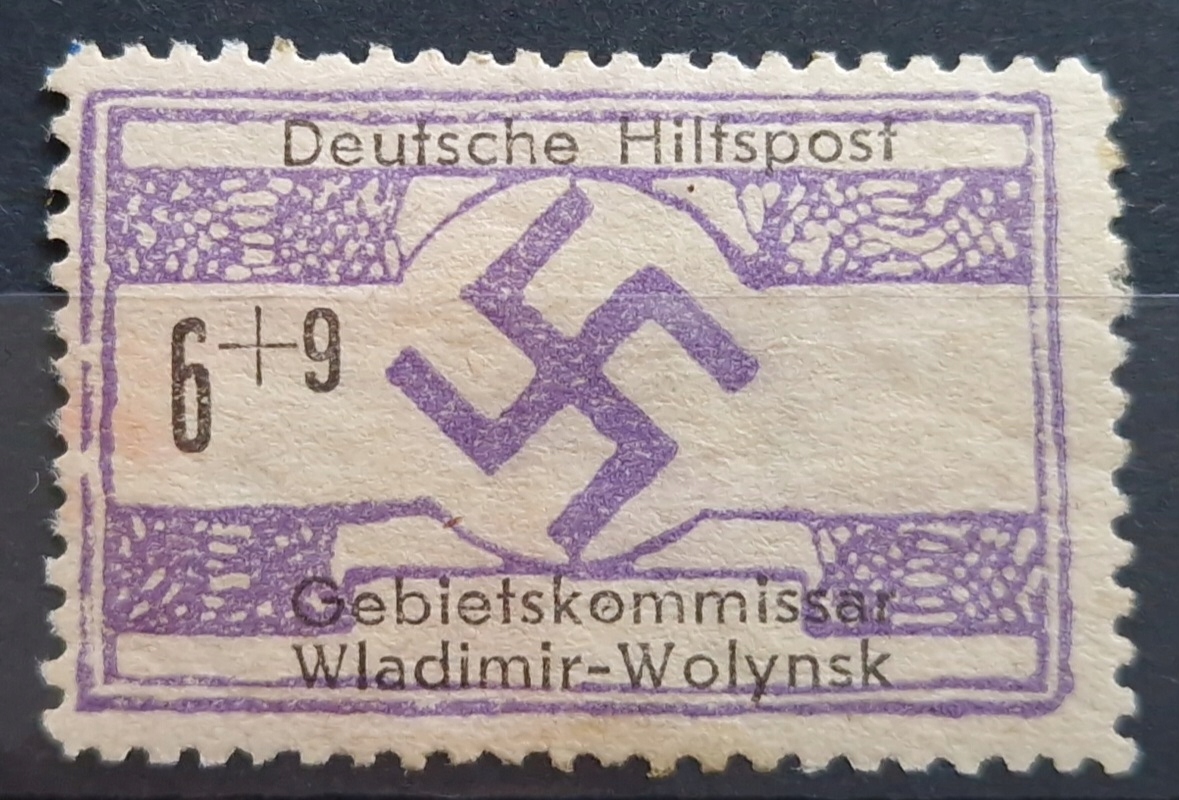 Deutsche Hilfspost
6+9
Gebietskommissar
Wladimir-Wolynsk